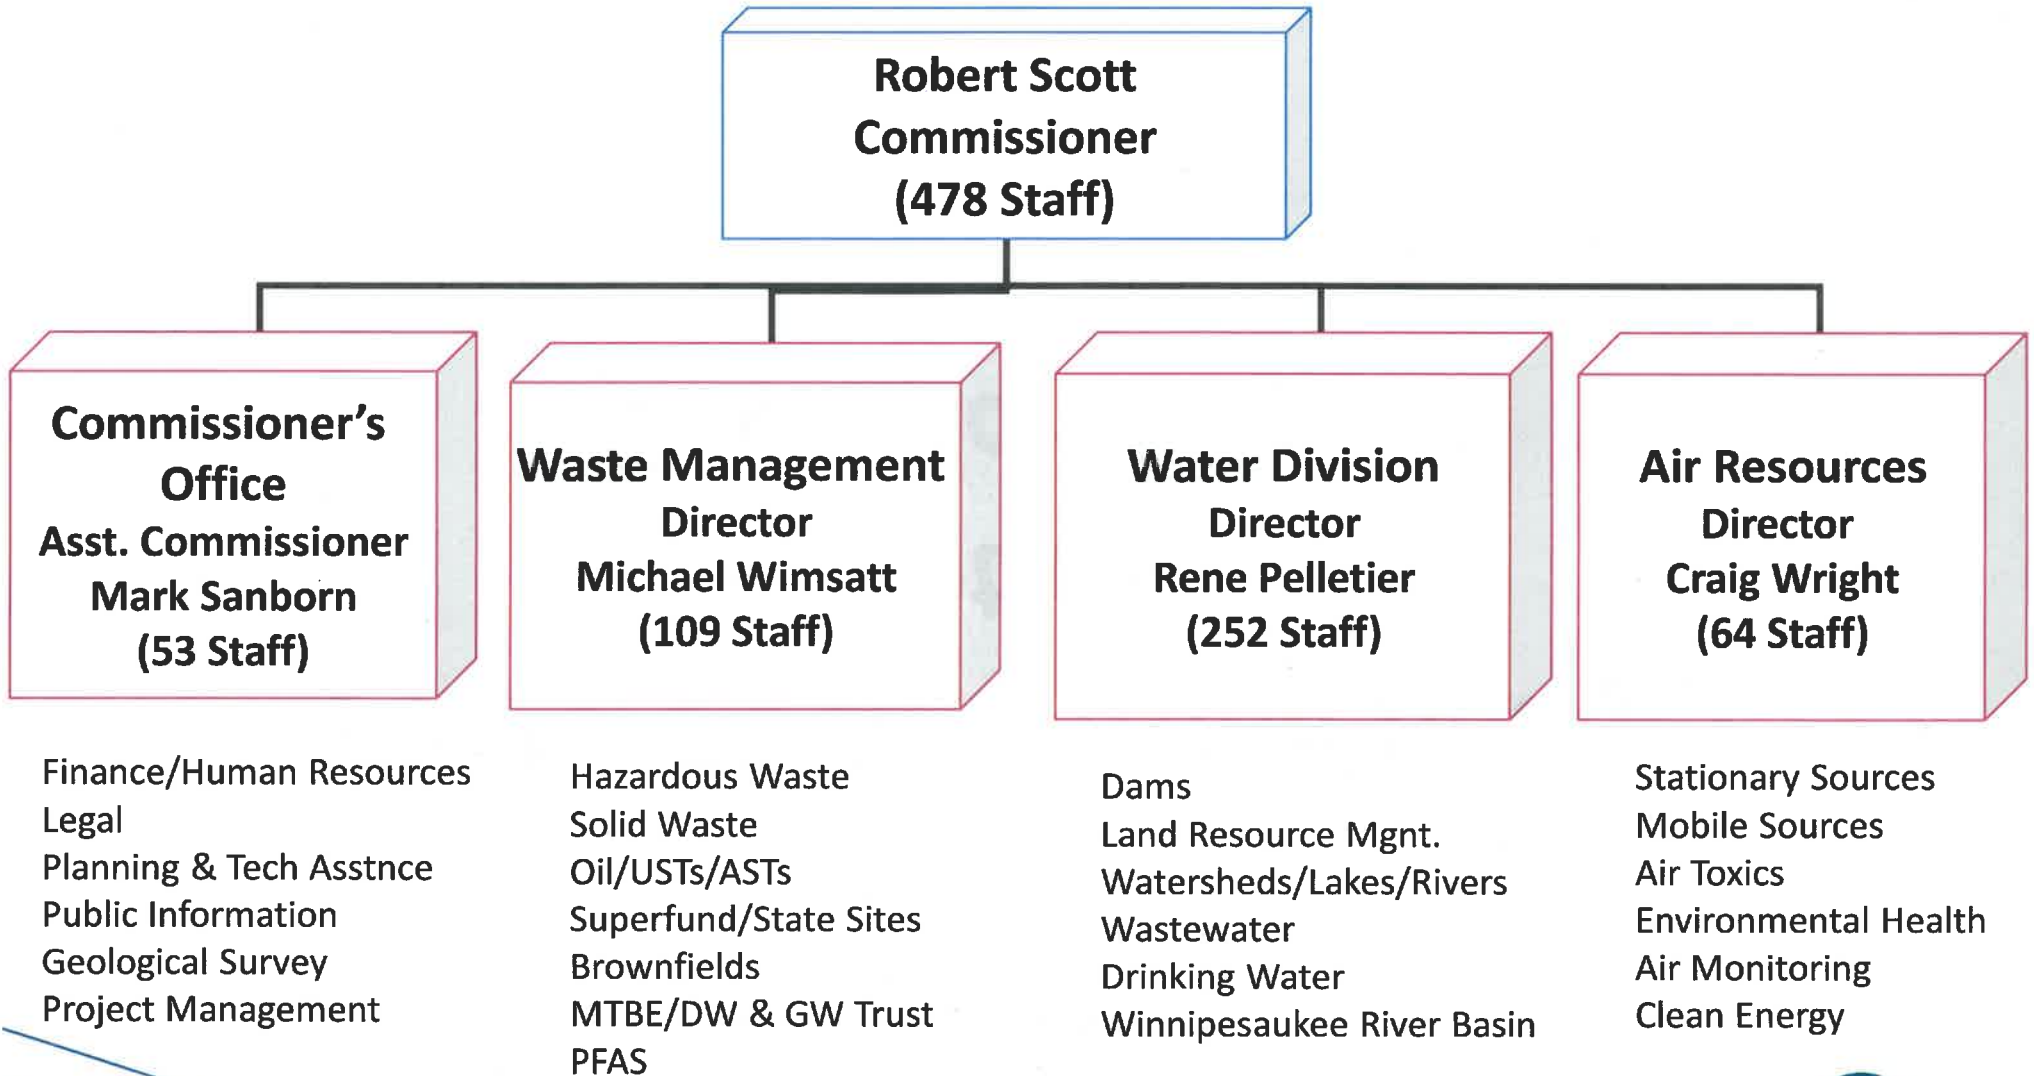 Robert Scott
Commissioner
(478 Staff)
Commissioner's
Office
Asst. Commissioner
Mark Sanborn
(53 Staff)
Waste Management
Director
Michael Wimsatt
(109 Staff)
Water Division
Director
Rene Pelletier
(252 Staff)
Air Resources
Director
Craig Wright
(64 Staff)
Finance/Human Resources
Legal
Planning & Tech Asstnce
Public Information
Geological Survey
Project Management
Hazardous Waste
Solid Waste
Oil/USTs/ASTs
Superfund/State Sites
Brownfields
MTBE/DW & GW Trust
PFAS
Dams
Land Resource Mgnt.
Watersheds/Lakes/Rivers
Wastewater
Drinking Water
Winnipesaukee River Basin
Stationary Sources
Mobile Sources
Air Toxics
Environmental Health
Air Monitoring
Clean Energy